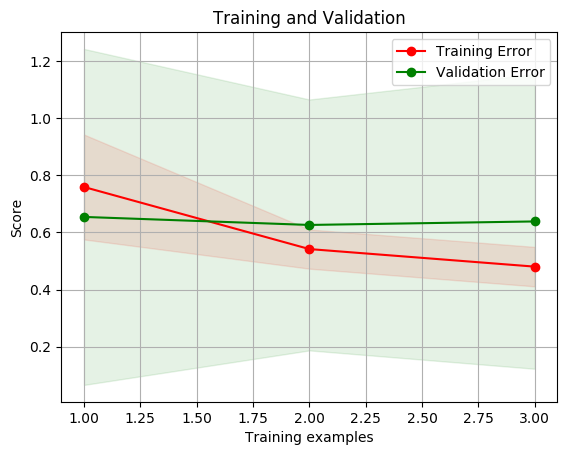 Training and Validation
Training Error
Validation Error
1.2
1.0
0.8
0.6
0.4
0.2
Score
1.00 1.25 1.50 1.75 2.00 2.25 2.50 2.75 3.00
Training examples